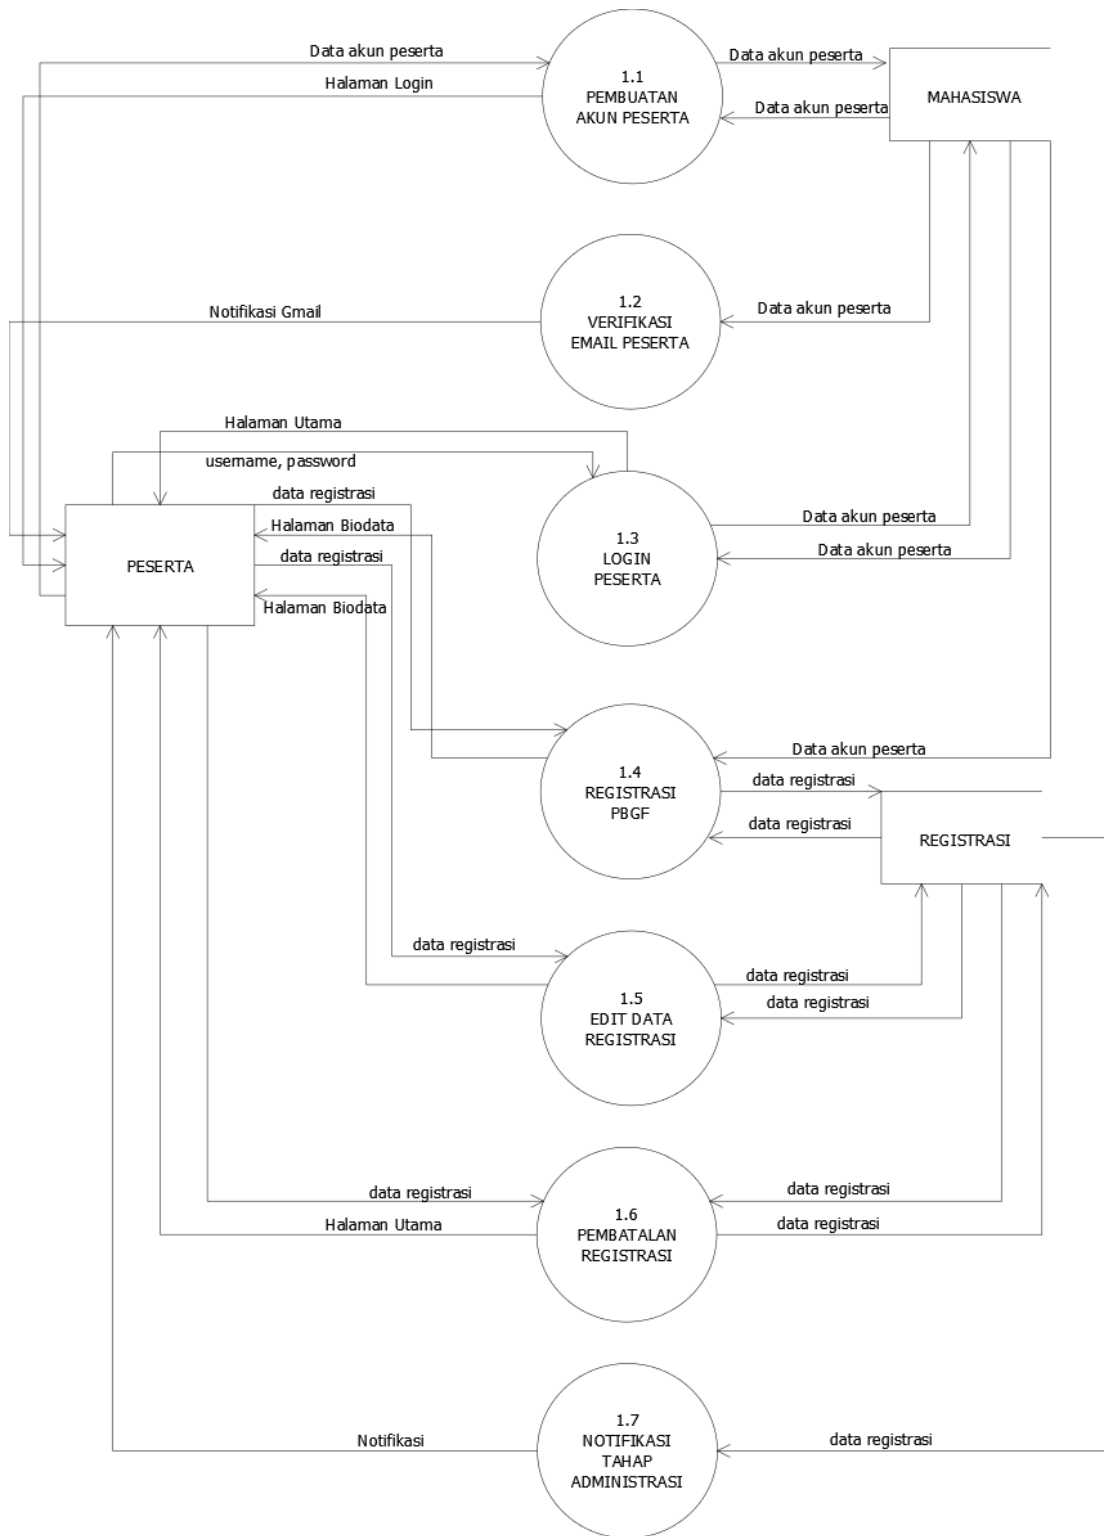 Data akun peserta
Data akun peserta
Halaman Login
1.1
PEMBUATAN
AKUN PESERTA
MAHASISWA
Data akun peserta
Notifikasi Gmail
1.2
VERIFIKASI
EMAIL PESERTA
Data akun peserta
Halaman Utama
username, password
data registrasi
Halaman Biodata
data registrasi
PESERTA
Halaman Biodata
1.3
LOGIN
PESERTA
Data akun peserta
Data akun peserta
Data akun peserta
1.4
REGISTRASI
PBGF
data registrasi
data registrasi
REGISTRASI
data registrasi
1.5
EDIT DATA
REGISTRASI
data registrasi
data registrasi
data registrasi
Halaman Utama
1.6
PEMBATALAN
REGISTRASI
data registrasi
data registrasi
Notifikasi
1.7
NOTIFIKASI
TAHAP
ADMINISTRASI
data registrasi